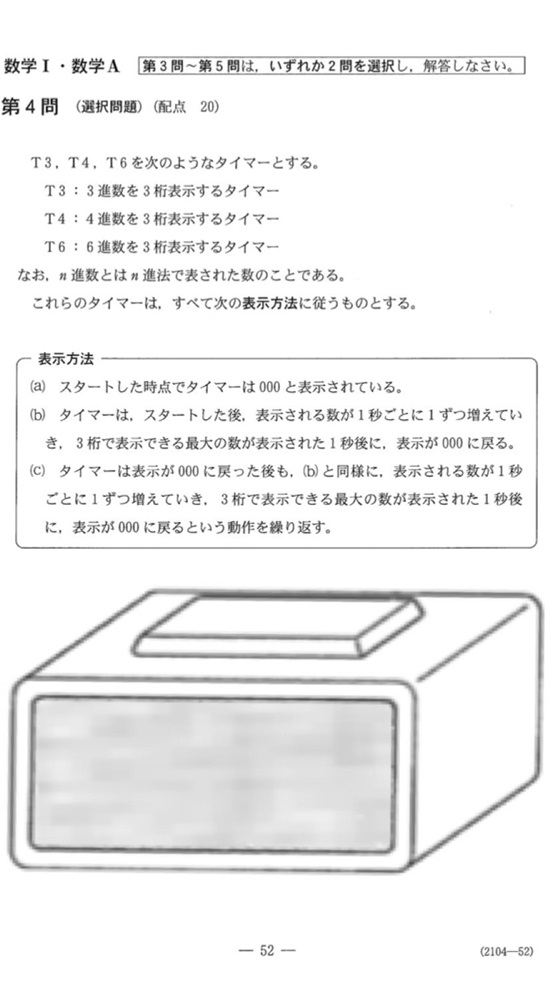 数学Ⅰ・数学A 第3問～第5問は，いずれか2問を選択し，解答しなさい。
第4問 (選択問題) (配点 20)
T3，T4，T6を次のようなタイマーとする。
T3：3進数を3桁表示するタイマー
T4：4進数を3桁表示するタイマー
T6：6進数を3桁表示するタイマー
なお，n進数とはn進法で表された数のことである。
これらのタイマーは，すべて次の表示方法に従うものとする。
表示方法
(a) スタートした時点でタイマーは000と表示されている。
(b) タイマーは，スタートした後，表示される数が1秒ごとに1ずつ増えてい
き，3桁で表示できる最大の数が表示された1秒後に，表示が000に戻る。
(c) タイマーは表示が000に戻った後も，(b)と同様に，表示される数が1秒
ごとに1ずつ増えていき，3桁で表示できる最大の数が表示された1秒後
に，表示が000に戻るという動作を繰り返す。
― 52 ―
(2104―52)